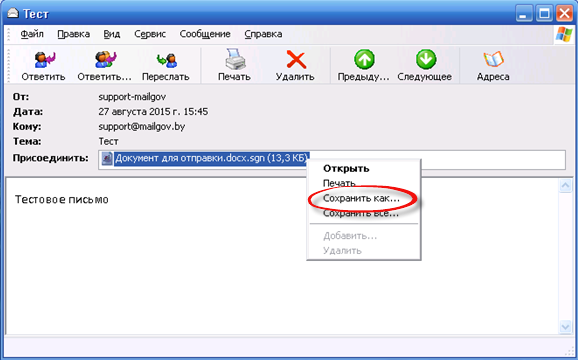 Тест
Файл Правка Вид Сервис Сообщение Справка
Ответить Ответить... Переслать Печать Удалить Предыду... Следующее Адреса
От: support-mailgov
Дата: 27 августа 2015 г. 15:45
Кому: support@mailgov.by
Тема: Тест
Присоединить: Документ для отправки.docx.sgn (13,3 КБ)
Открыть
Печать
Тестовое письмо
Сохранить как...
Сохранить все...
Добавить...
Удалить